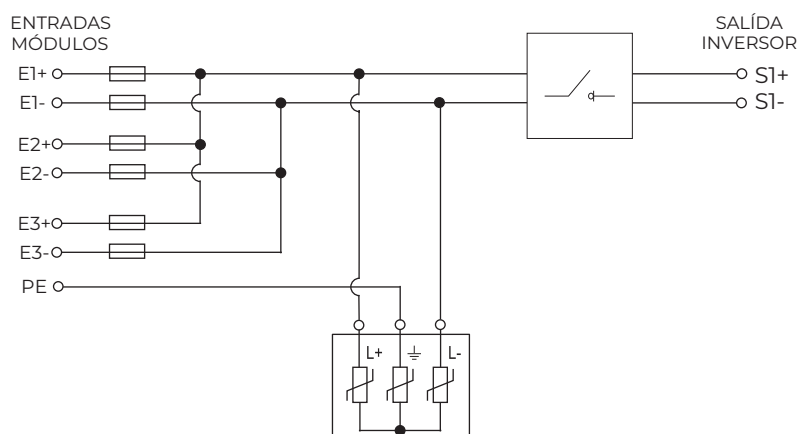 ENTRADAS
MÓDULOS
SALÍDA
INVERSOR
E1+
S1+
E1-
S1-
E2+
E2-
E3+
E3-
PE
L+
L-